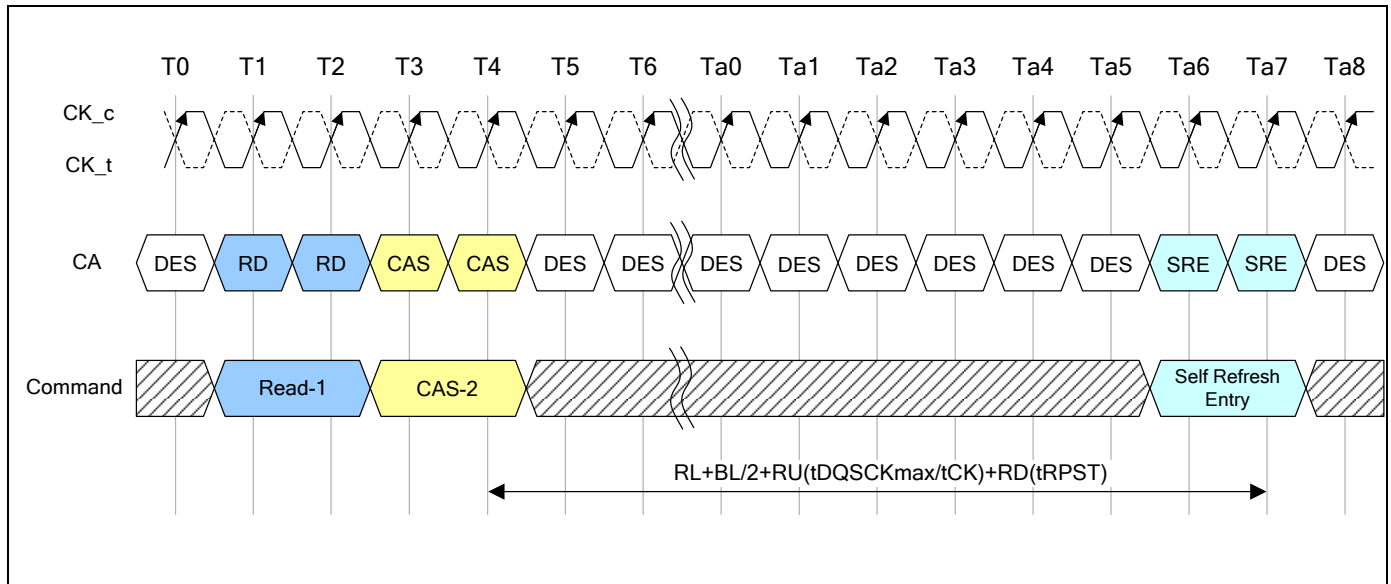 T0 T1 T2 T3 T4 T5 T6 Ta0 Ta1 Ta2 Ta3 Ta4 Ta5 Ta6 Ta7 Ta8
CK_c
CK_t
CA DES RD RD CAS CAS DES DES DES DES DES DES DES DES SRE SRE DES
Command Read-1 CAS-2 Self Refresh
Entry
RL+BL/2+RU(tDQSCKmax/tCK)+RD(tRPST)